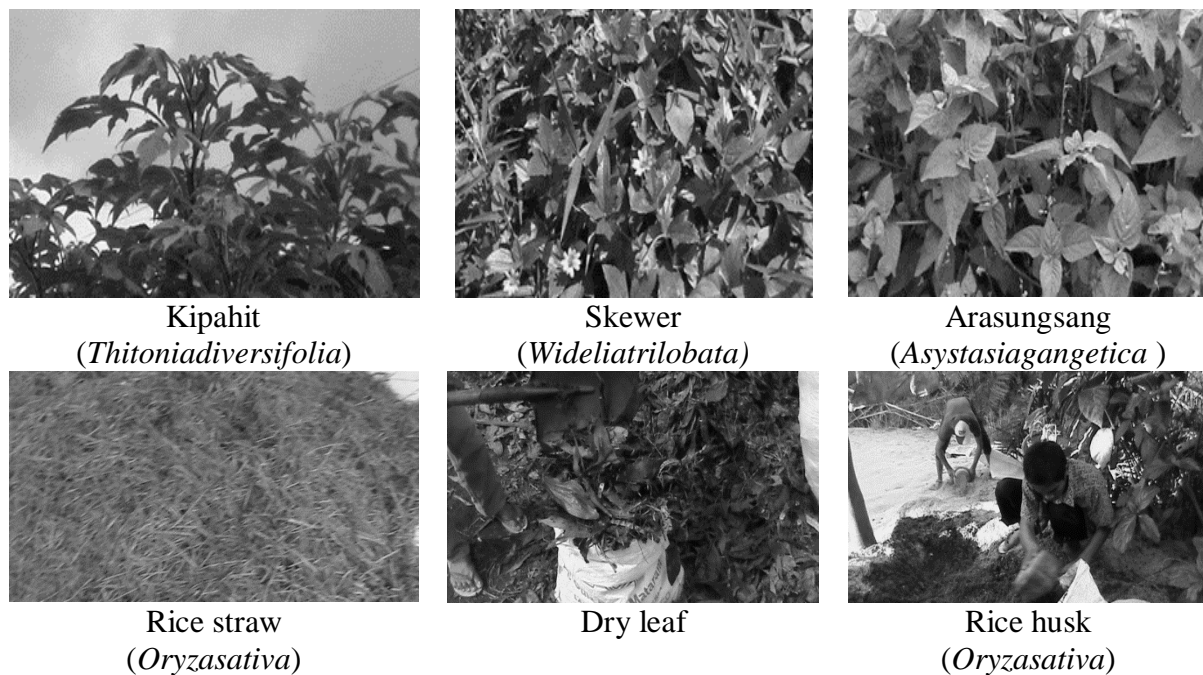 Kipahit
(Thitoniadiversifolia)
Skewer
(Wideliatrilobata)
Arasungsang
(Asystasiagangetica )
Rice straw
(Oryzasativa)
Dry leaf
Rice husk
(Oryzasativa)